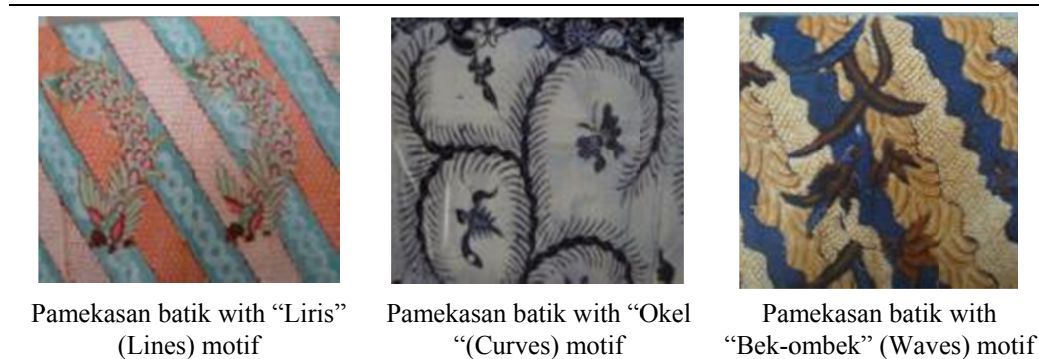 Pamekasan batik with “Liris”
(Lines) motif
Pamekasan batik with “Okel
“(Curves) motif
Pamekasan batik with
“Bek-ombek” (Waves) motif